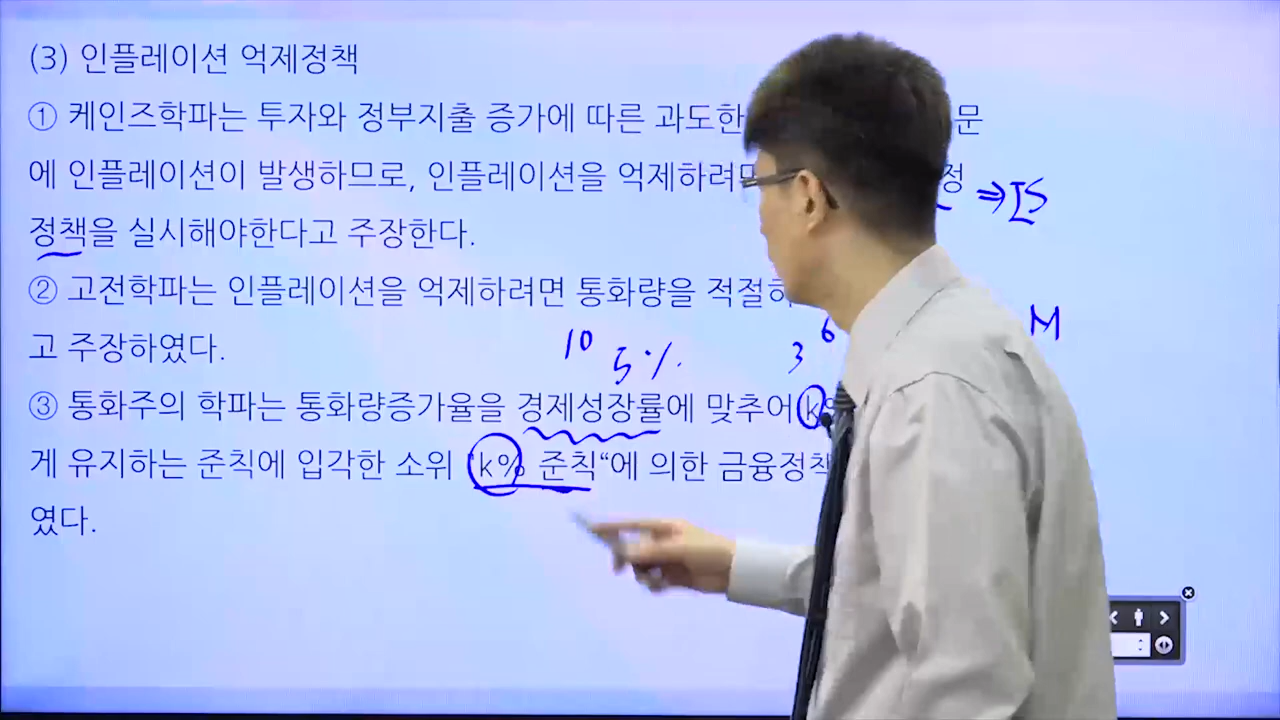 (3) 인플레이션 억제정책
① 케인즈학파는 투자와 정부지출 증가에 따른 과도한 문
에 인플레이션이 발생하므로, 인플레이션을 억제하려면 정
정책을 실시해야한다고 주장한다.
② 고전학파는 인플레이션을 억제하려면 통화량을 적절하
고 주장하였다.
10 5% 3 6 M
③ 통화주의 학파는 통화량증가율을 경제성장률에 맞추어 k%
게 유지하는 준칙에 입각한 소위 "k% 준칙“에 의한 금융정책
였다.